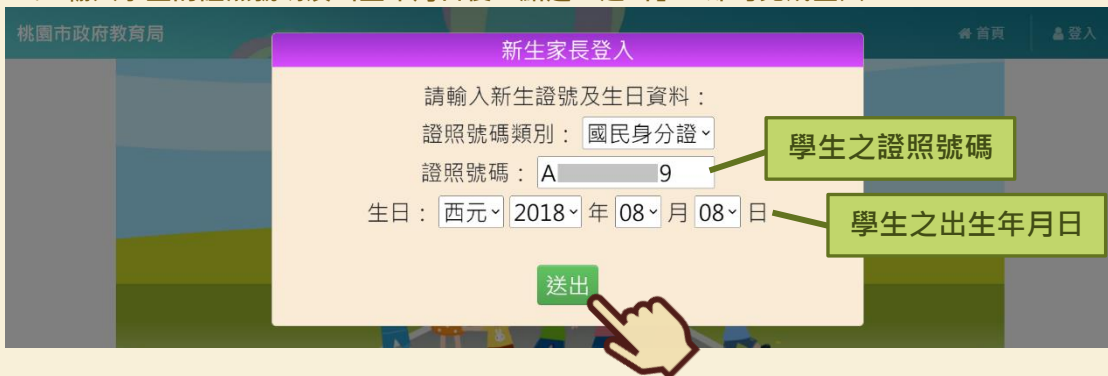 桃園市政府教育局
首頁
登入
新生家長登入
請輸入新生證號及生日資料：
證照號碼類別： 國民身分證
證照號碼： A 9
學生之證照號碼
生日： 西元 2018 年 08 月 08 日
學生之出生年月日
送出